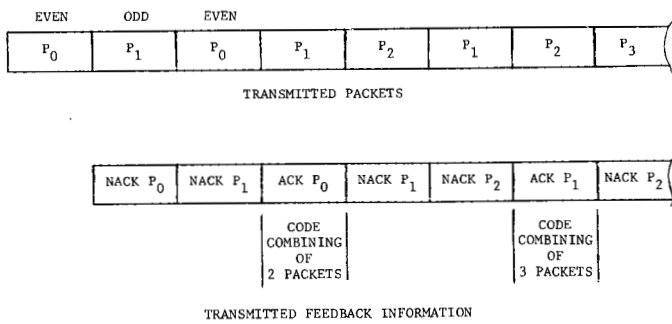 EVEN ODD EVEN
P0 P1 P0 P1 P2 P1 P2 P3
TRANSMITTED PACKETS
NACK P0 NACK P1 ACK P0 NACK P1 NACK P2 ACK P1 NACK P2
CODE COMBINING OF 2 PACKETS
CODE COMBINING OF 3 PACKETS
TRANSMITTED FEEDBACK INFORMATION